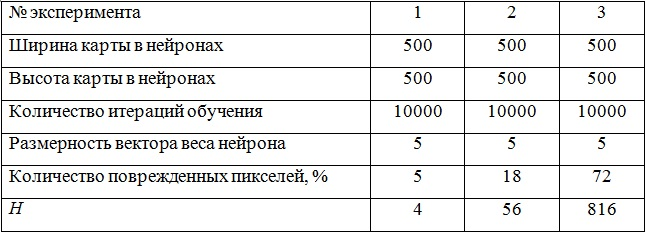 № эксперимента 1 2 3
Ширина карты в нейронах 500 500 500
Высота карты в нейронах 500 500 500
Количество итераций обучения 10000 10000 10000
Размерность вектора веса нейрона 5 5 5
Количество поврежденных пикселей, % 5 18 72
H 4 56 816